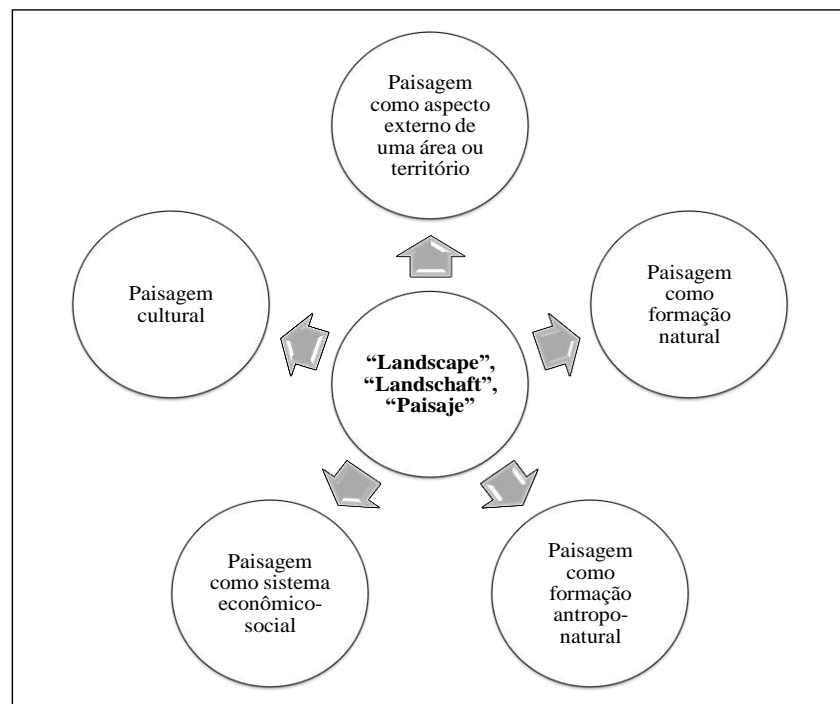 Paisagem
como aspecto
externo de
uma área ou
território
Paisagem
cultural
Paisagem
como
formação
natural
“Landscape”,
“Landschaft”,
“Paisaje”
Paisagem
como sistema
econômico-
social
Paisagem
como
formação
antropo-
natural